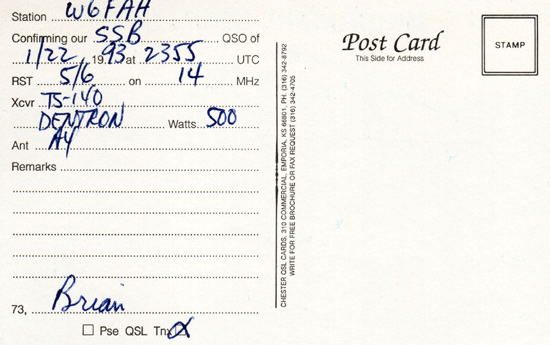 Station W6FAH
Confirming our SSB QSO of
1/22, 1993 at 2355 UTC
RST 5/6 on 14 MHz
Xcvr TS-140
DENTRON Watts 500
Ant A4
Remarks
73, Brian
Pse QSL Tnx
CHESTER QSL CARDS, 310 COMMERCIAL, EMPORIA, KS 66801, PH. (316) 342-8792
WRITE FOR FREE BROCHURE OR FAX REQUEST (316) 342-4705
Post Card
This Side for Address
STAMP